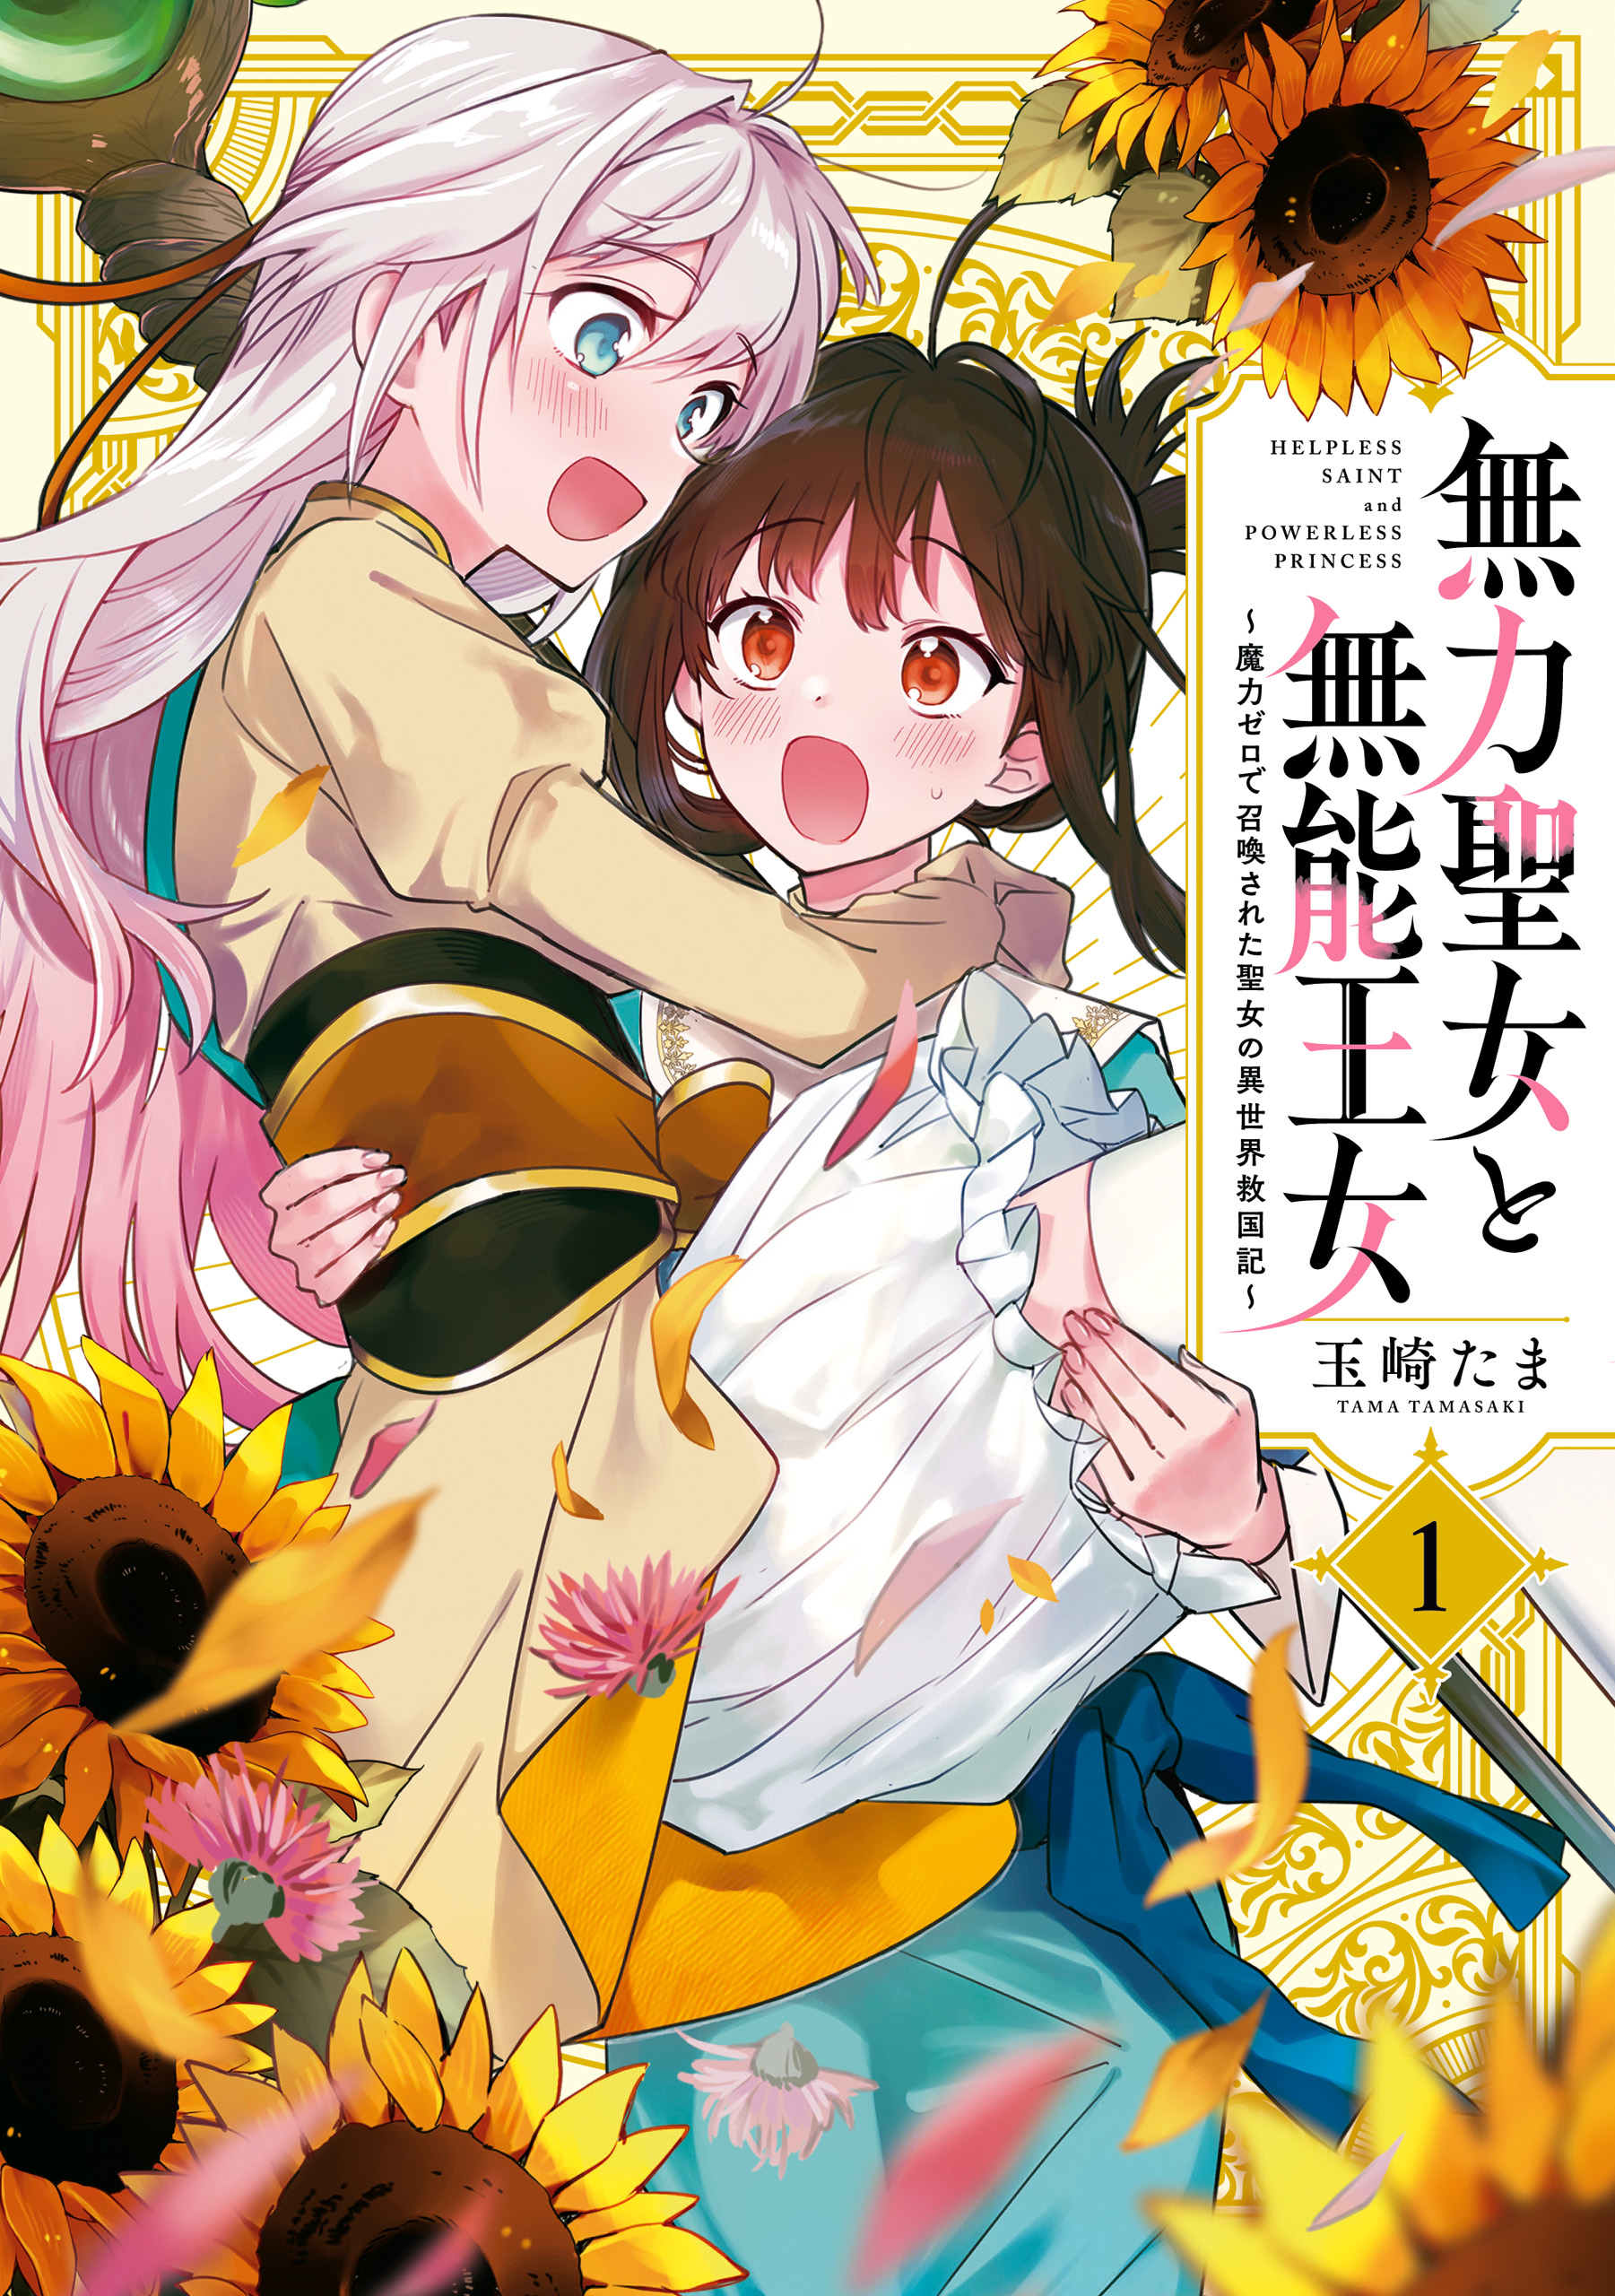 無力聖女と
無能王女
HELPLESS
SAINT
and
POWERLESS
PRINCESS
～魔力ゼロで召喚された聖女の異世界救国記～
玉崎たま
TAMA TAMASAKI
1